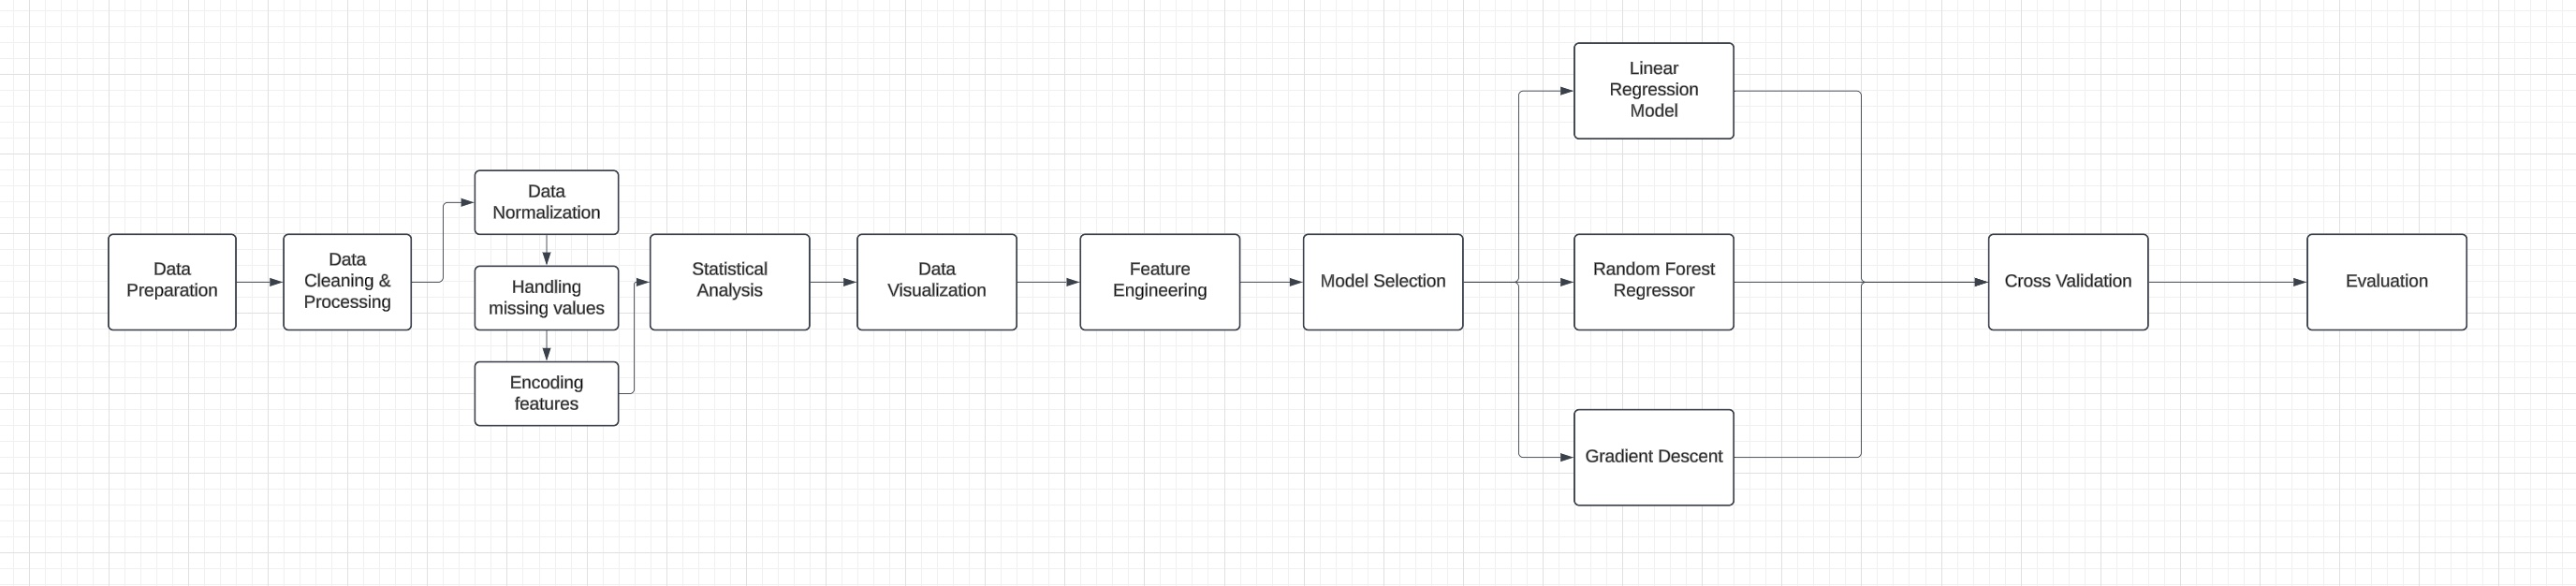 Data
Preparation
Data
Cleaning &
Processing
Data
Normalization
Handling
missing values
Encoding
features
Statistical
Analysis
Data
Visualization
Feature
Engineering
Model Selection
Linear
Regression
Model
Random Forest
Regressor
Gradient Descent
Cross Validation
Evaluation